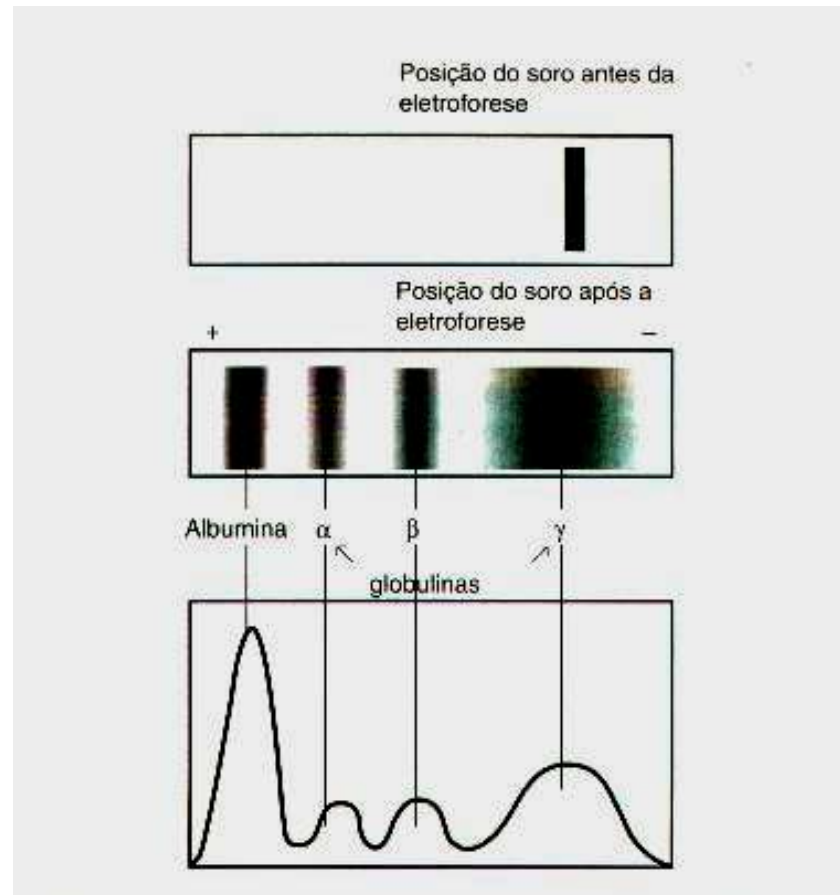 Posição do soro antes da
eletroforese
Posição do soro após a
eletroforese
+ −
Albumina α β γ
globulinas